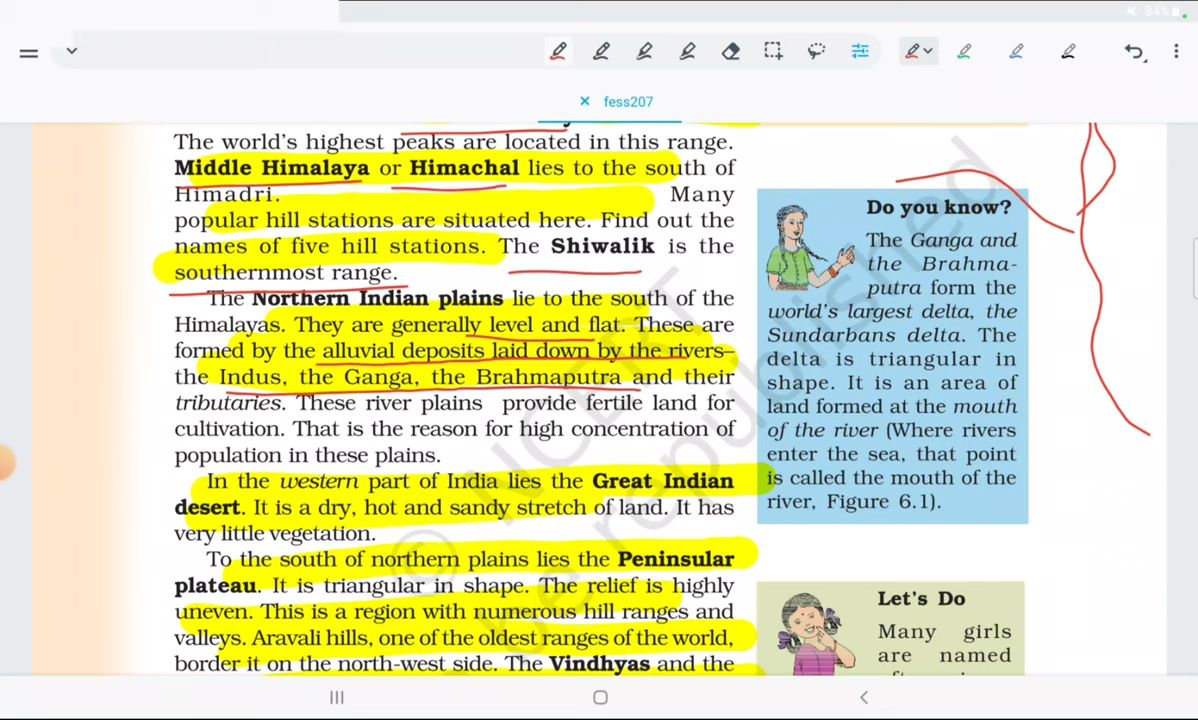 84%
fess207
The world's highest peaks are located in this range.
Middle Himalaya or Himachal lies to the south of
Himadri. Many
popular hill stations are situated here. Find out the
names of five hill stations. The Shiwalik is the
southernmost range.
The Northern Indian plains lie to the south of the
Himalayas. They are generally level and flat. These are
formed by the alluvial deposits laid down by the rivers–
the Indus, the Ganga, the Brahmaputra and their
tributaries. These river plains provide fertile land for
cultivation. That is the reason for high concentration of
population in these plains.
In the western part of India lies the Great Indian
desert. It is a dry, hot and sandy stretch of land. It has
very little vegetation.
To the south of northern plains lies the Peninsular
plateau. It is triangular in shape. The relief is highly
uneven. This is a region with numerous hill ranges and
valleys. Aravali hills, one of the oldest ranges of the world,
border it on the north-west side. The Vindhyas and the
Do you know?
The Ganga and
the Brahma-
putra form the
world's largest delta, the
Sundarbans delta. The
delta is triangular in
shape. It is an area of
land formed at the mouth
of the river (Where rivers
enter the sea, that point
is called the mouth of the
river, Figure 6.1).
Let's Do
Many girls
are named
© NCERT
be republished